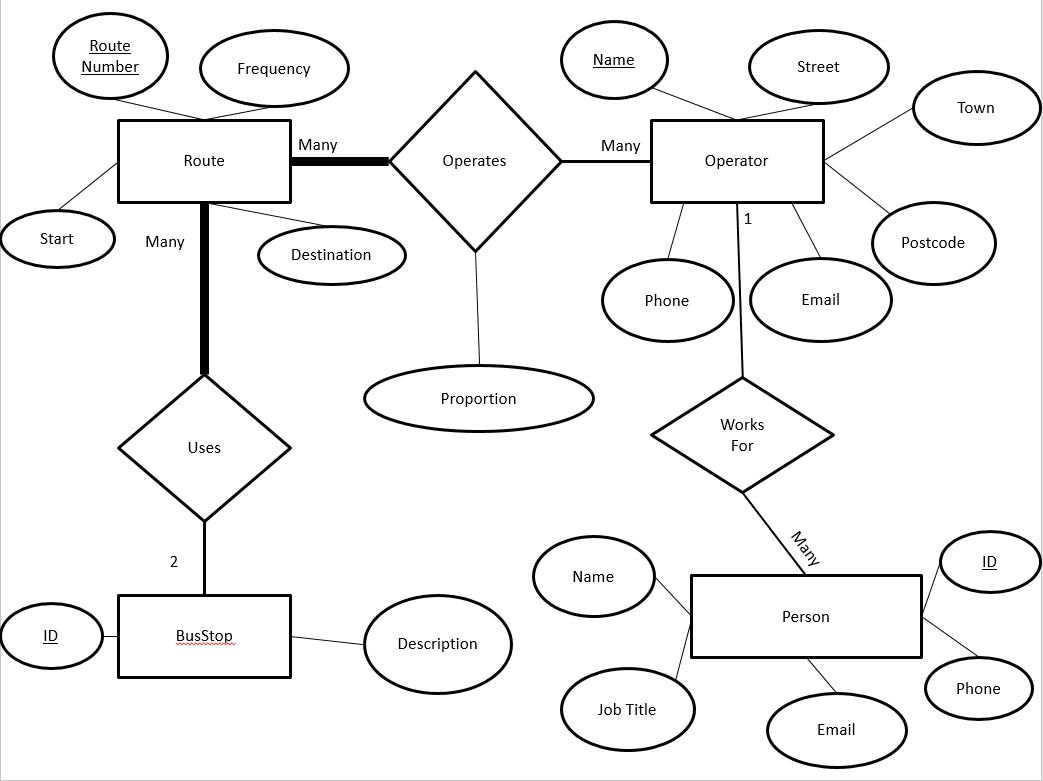 Route
Number
Frequency
Name
Street
Town
Route
Many
Operates
Many
Operator
Start
Many
Destination
1
Postcode
Phone
Email
Proportion
Uses
Works
For
2
Many
Name
ID
ID
BusStop
Description
Person
Job Title
Email
Phone